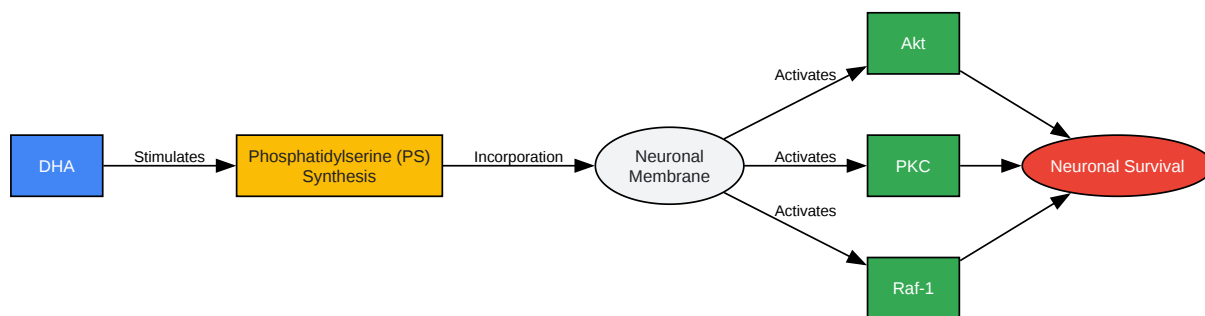 DHA
Stimulates
Phosphatidylserine (PS)
Synthesis
Incorporation
Neuronal
Membrane
Activates
Akt
Activates
PKC
Activates
Raf-1
Neuronal Survival